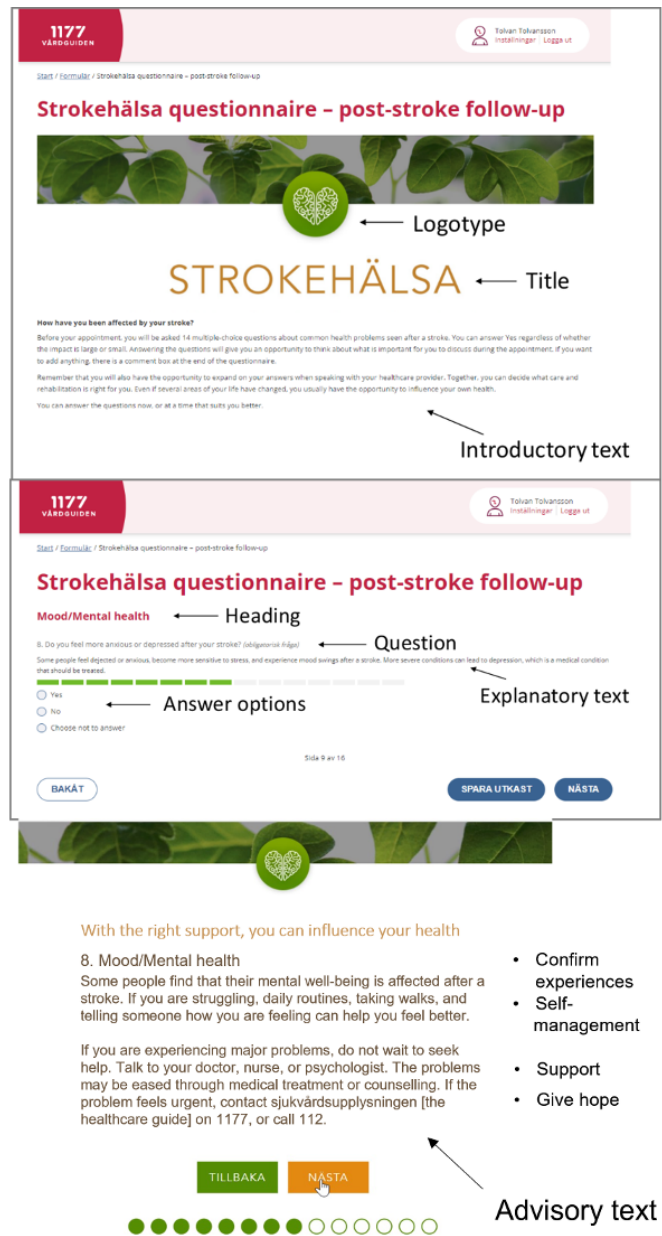 1177
VÅRDGUIDEN
Tolvan Tolvansson
Inställningar | Logga ut
Start / Formulär / Strokehälsa questionnaire – post-stroke follow-up
Strokehälsa questionnaire – post-stroke follow-up
Logotype
STROKEHÄLSA
Title
How have you been affected by your stroke?
Before your appointment, you will be asked 14 multiple-choice questions about common health problems seen after a stroke. You can answer Yes regardless of whether
the impact is large or small. Answering the questions will give you an opportunity to think about what is important for you to discuss during the appointment. If you want
to add anything, there is a comment box at the end of the questionnaire.
Remember that you will also have the opportunity to expand on your answers when speaking with your healthcare provider. Together, you can decide what care and
rehabilitation is right for you. Even if several areas of your life have changed, you usually have the opportunity to influence your own health.
You can answer the questions now, or at a time that suits you better.
Introductory text
1177
VÅRDGUIDEN
Tolvan Tolvansson
Inställningar | Logga ut
Start / Formulär / Strokehälsa questionnaire – post-stroke follow-up
Strokehälsa questionnaire – post-stroke follow-up
Mood/Mental health
Heading
8. Do you feel more anxious or depressed after your stroke? (obligatorisk fråga)
Question
Some people feel dejected or anxious, become more sensitive to stress, and experience mood swings after a stroke. More severe conditions can lead to depression, which is a medical condition
that should be treated.
Explanatory text
Yes
Answer options
No
Choose not to answer
Sida 9 av 16
BAKÅT
SPARA UTKAST
NÄSTA
With the right support, you can influence your health
8. Mood/Mental health
Some people find that their mental well-being is affected after a
stroke. If you are struggling, daily routines, taking walks, and
telling someone how you are feeling can help you feel better.
If you are experiencing major problems, do not wait to seek
help. Talk to your doctor, nurse, or psychologist. The problems
may be eased through medical treatment or counselling. If the
problem feels urgent, contact sjukvårdsupplysningen [the
healthcare guide] on 1177, or call 112.
• Confirm
experiences
• Self-
management
• Support
• Give hope
TILLBAKA
NÄSTA
Advisory text